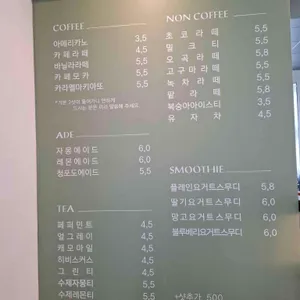 COFFEE
아메리카노 3,5
카페라떼 4,5
바닐라라떼 5,5
카페모카 5,5
카라멜마키아또 5,5
ADE
자몽에이드 6,0
레몬에이드 6,0
청포도에이드 5,5
TEA
페퍼민트 4,5
얼그레이 4,5
캐모마일 4,5
히비스커스 4,5
그린티 4,5
수제자몽티 5,5
수제레몬티 5,5
NON COFFEE
초코라떼 5,5
밀크티 5,5
오곡라떼 5,8
고구마라떼 5,5
녹차라떼 5,5
팥라떼 5,8
복숭아아이스티 3,5
유자차 4,5
SMOOTHIE
플레인요거트스무디 5,8
딸기요거트스무디 6,0
망고요거트스무디 6,0
블루베리요거트스무디 6,0
+샷추가 500